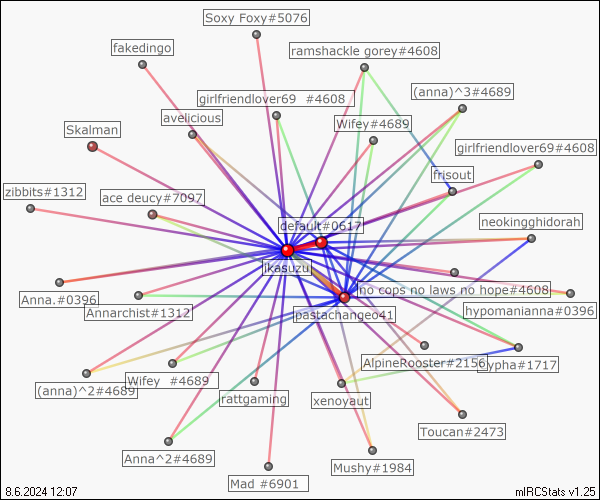 Soxy Foxy#5076
fakedingo
ramshackle gorey#4608
girlfriendlover69 #4608
(anna)^3#4689
avelicious
Skalman
Wifey#4689
girlfriendlover69#4608
frisout
zibbits#1312
ace deucy#7097
default#0617
neokingghidorah
jkasuzu
no cops no laws no hope#4608
Anna.#0396
Annarchist#1312
pastachangeo41
hypomanianna#0396
AlpineRooster#2156
lypha#1717
(anna)^2#4689
Wifey #4689
rattgaming
xenoyaut
Toucan#2473
Anna^2#4689
Mushy#1984
Mad #6901
8.6.2024 12:07
mIRCStats v1.25